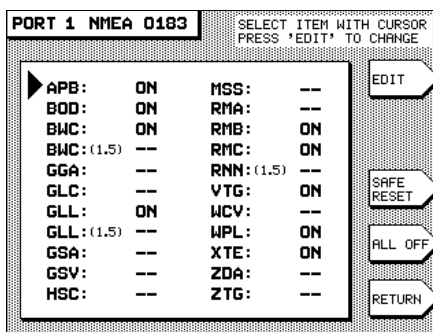 PORT 1 NMEA 0183
SELECT ITEM WITH CURSOR
PRESS 'EDIT' TO CHANGE
APB: ON
BOD: ON
BWC: ON
BWC:(1.5) --
GGA: --
GLC: --
GLL: ON
GLL:(1.5) --
GSA: --
GSV: --
HSC: --
MSS: --
RMA: --
RMB: ON
RMC: ON
RNN:(1.5) --
VTG: ON
WCV: --
WPL: ON
XTE: ON
ZDA: --
ZTG: --
EDIT
SAFE
RESET
ALL OFF
RETURN